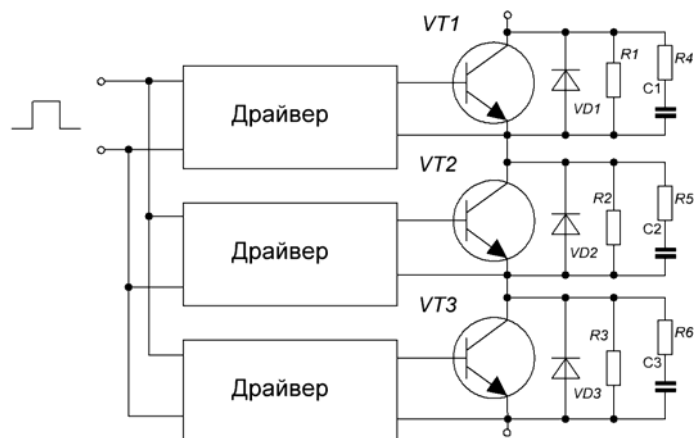 VT1
Драйвер
VD1
R1
R4
C1
VT2
Драйвер
VD2
R2
R5
C2
VT3
Драйвер
VD3
R3
R6
C3